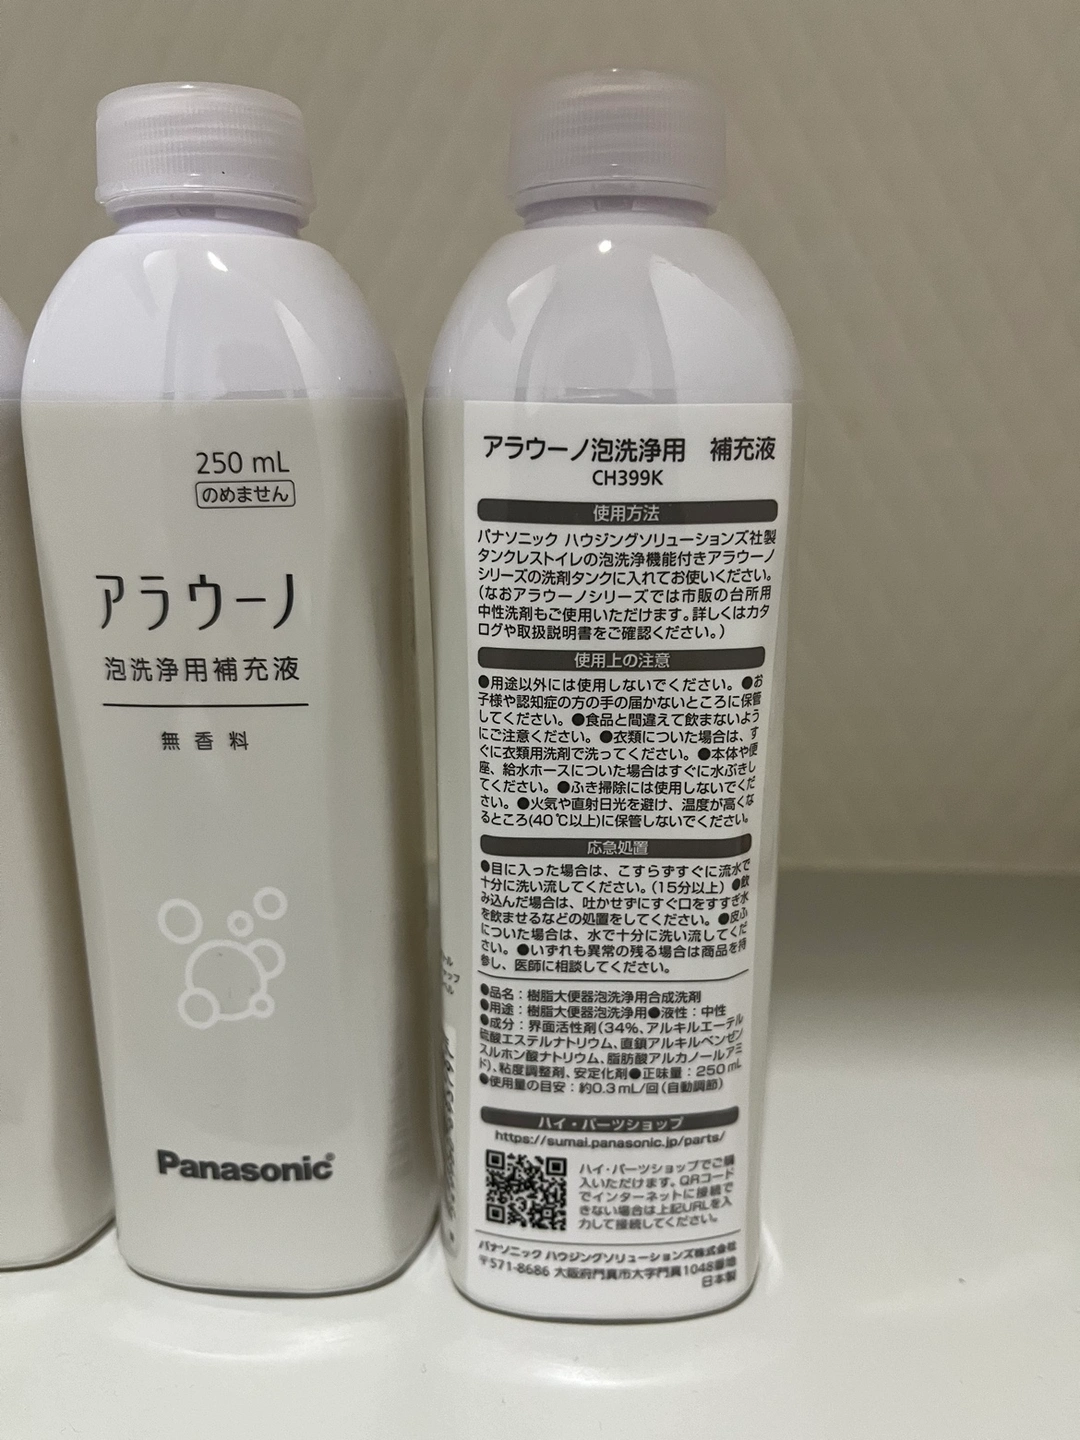 250 mL
のめません
アラウーノ
泡洗浄用補充液
無香料
Panasonic
アラウーノ泡洗浄用 補充液
CH399K
使用方法
パナソニック ハウジングソリューションズ社製
タンクレストイレの泡洗浄機能付きアラウーノ
シリーズの洗剤タンクに入れてお使いください。
(なおアラウーノシリーズでは市販の台所用
中性洗剤もご使用いただけます。詳しくはカタ
ログや取扱説明書をご確認ください。)
使用上の注意
●用途以外には使用しないでください。●お
子様や認知症の方の手の届かないところに保管
してください。●食品と間違えて飲まないよう
にご注意ください。●衣類についた場合は、す
ぐに衣類用洗剤で洗ってください。●本体や便
座、給水ホースについた場合はすぐに水ぶきし
てください。●ふき掃除には使用しないでくだ
さい。●火気や直射日光を避け、温度が高くな
るところ(40℃以上)に保管しないでください。
応急処置
●目に入った場合は、こすらずすぐに流水で
十分に洗い流してください。(15分以上)●飲
み込んだ場合は、吐かせずにすぐ口をすすぎ水
を飲ませるなどの処置をしてください。●皮ふ
についた場合は、水で十分に洗い流してくだ
さい。●いずれも異常の残る場合は商品を持
参し、医師に相談してください。
●品名：樹脂大便器泡洗浄用合成洗剤
●用途：樹脂大便器泡洗浄用●液性：中性
●成分：界面活性剤(34%、アルキルエーテル
硫酸エステルナトリウム、直鎖アルキルベンゼン
スルホン酸ナトリウム、脂肪酸アルカノールアミ
ド)、粘度調整剤、安定化剤●正味量：250mL
●使用量の目安：約0.3mL/回(自動調節)
ハイ・パーツショップ
https://sumai.panasonic.jp/parts/
ハイ・パーツショップでご購
入いただけます。QRコード
でインターネットに接続で
きない場合は上記URLを入
力して接続してください。
パナソニック ハウジングソリューションズ株式会社
〒571-8686 大阪府門真市大字門真1048番地
日本製